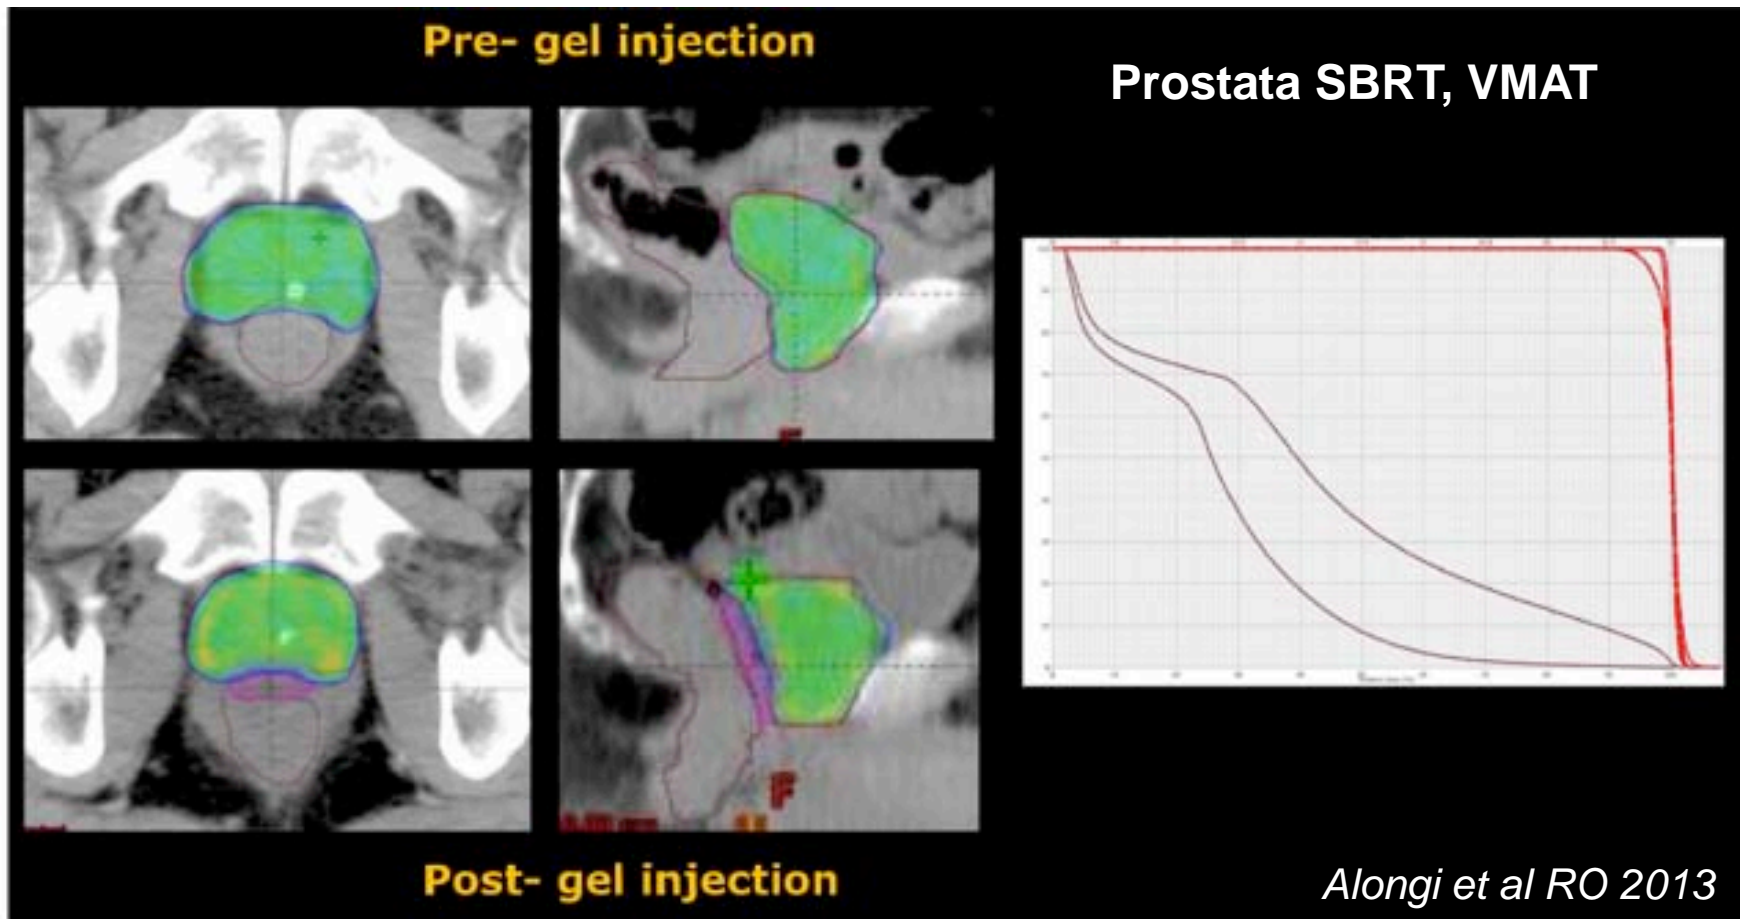 Pre- gel injection
Prostata SBRT, VMAT
F
F
Post- gel injection
Alongi et al RO 2013